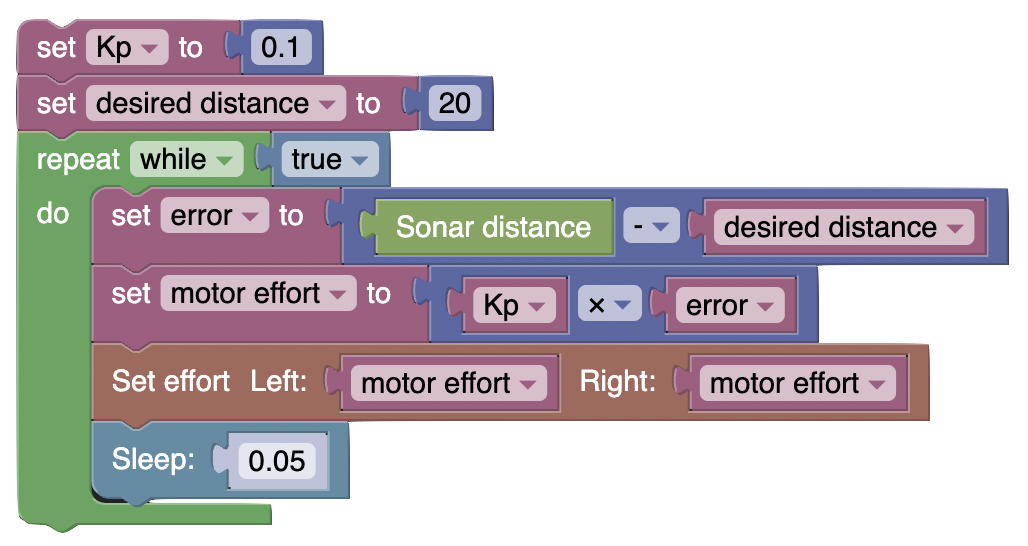 set Kp to 0.1
set desired distance to 20
repeat while true
do set error to Sonar distance - desired distance
set motor effort to Kp × error
Set effort Left: motor effort Right: motor effort
Sleep: 0.05